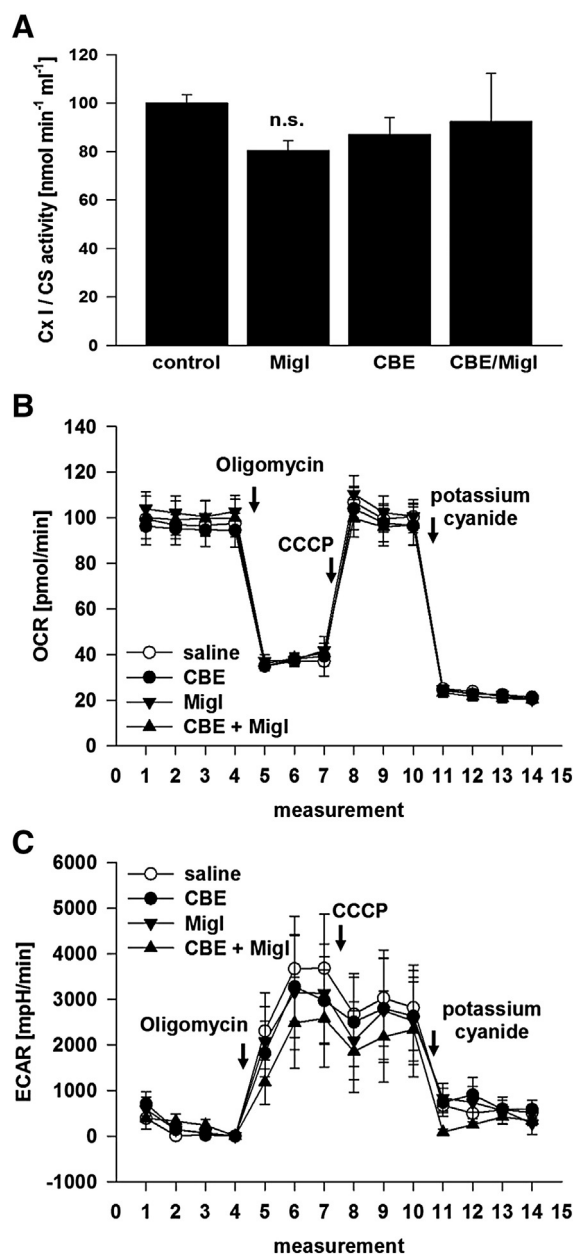 A
Cx I / CS activity [nmol min⁻¹ ml⁻¹]
120
100
80
60
40
20
0
n.s.
control Migl CBE CBE/Migl
B
OCR [pmol/min]
140
120
100
80
60
40
20
0
Oligomycin
CCCP
potassium
cyanide
saline
CBE
Migl
CBE + Migl
0 1 2 3 4 5 6 7 8 9 10 11 12 13 14 15
measurement
C
ECAR [mpH/min]
6000
5000
4000
3000
2000
1000
0
-1000
saline
CBE
Migl
CBE + Migl
CCCP
Oligomycin
potassium
cyanide
0 1 2 3 4 5 6 7 8 9 10 11 12 13 14 15
measurement